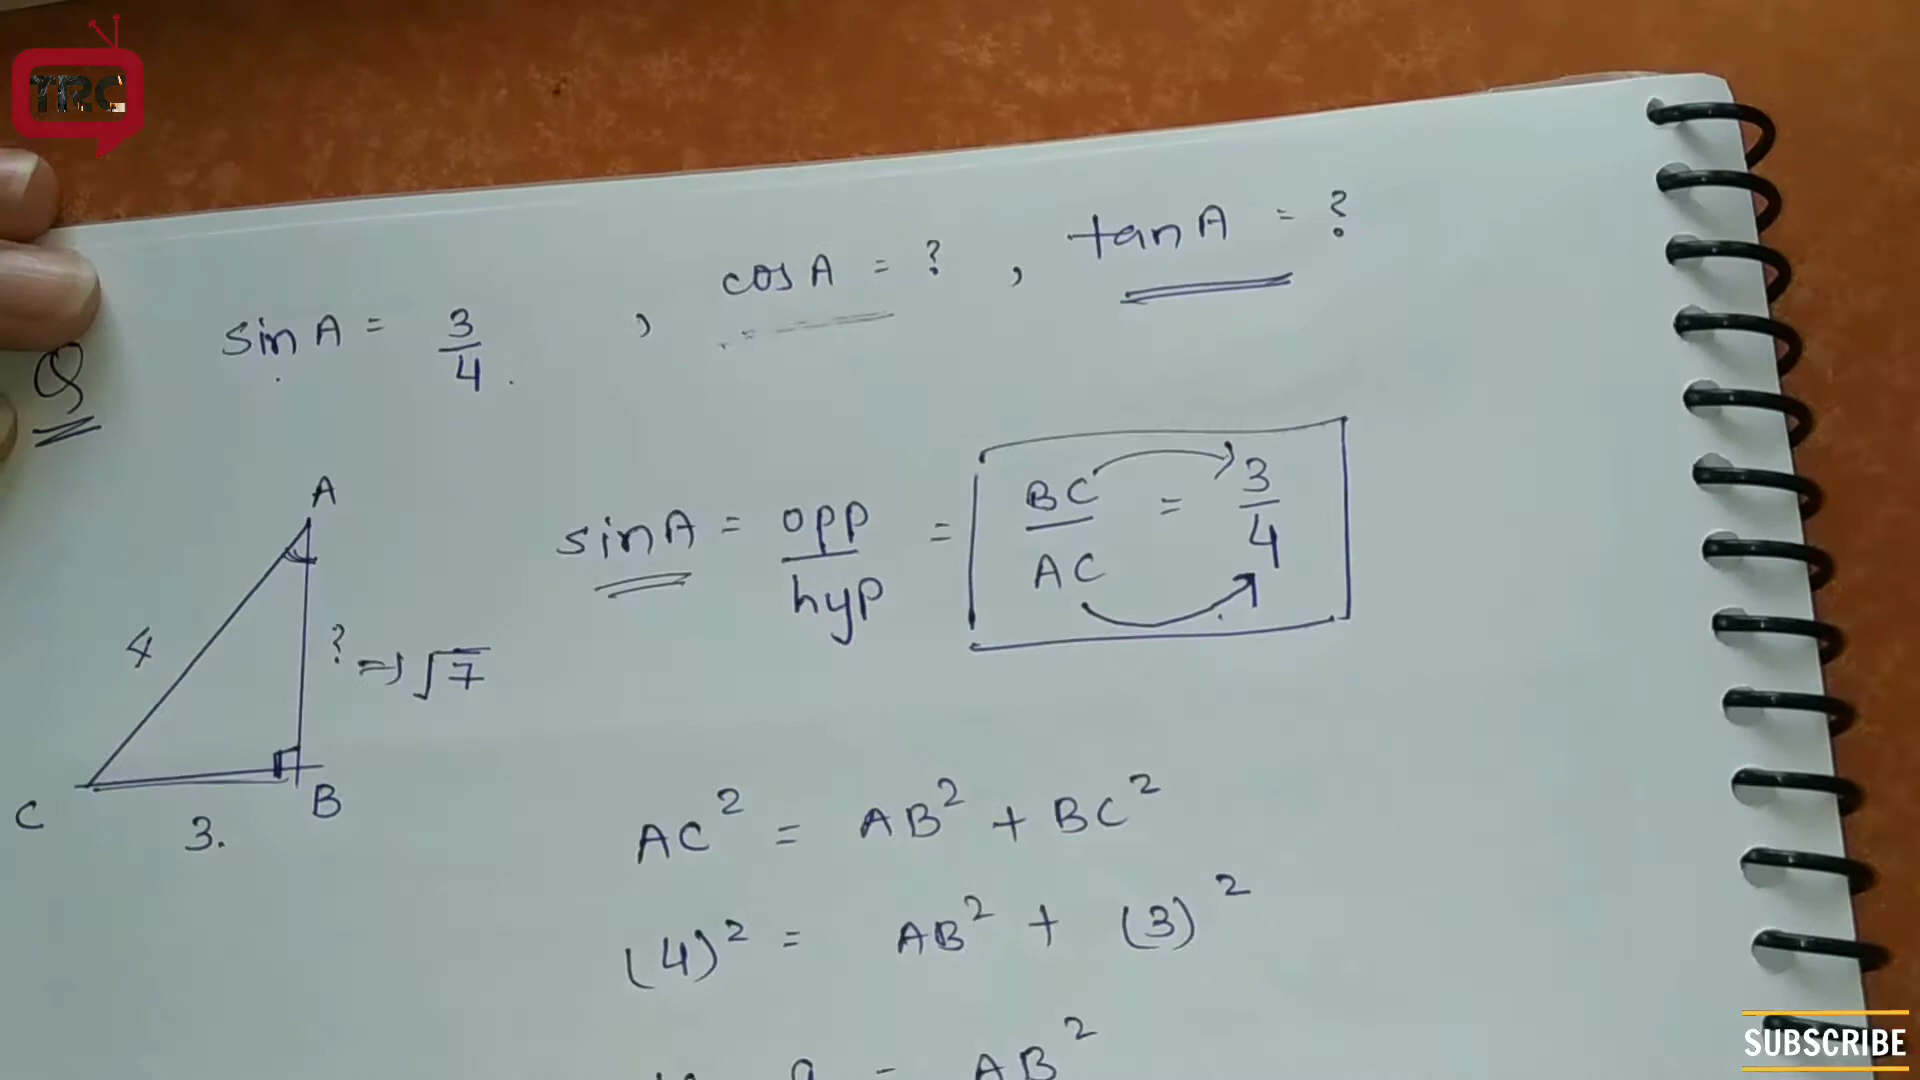 TRC
sin A = 3/4 , cos A = ? , tan A = ?
Q
A
sin A = opp/hyp = BC/AC = 3/4
4
? ⇒ √7
C
B
3.
AC² = AB² + BC²
(4)² = AB² + (3)²
9 = AB²
SUBSCRIBE